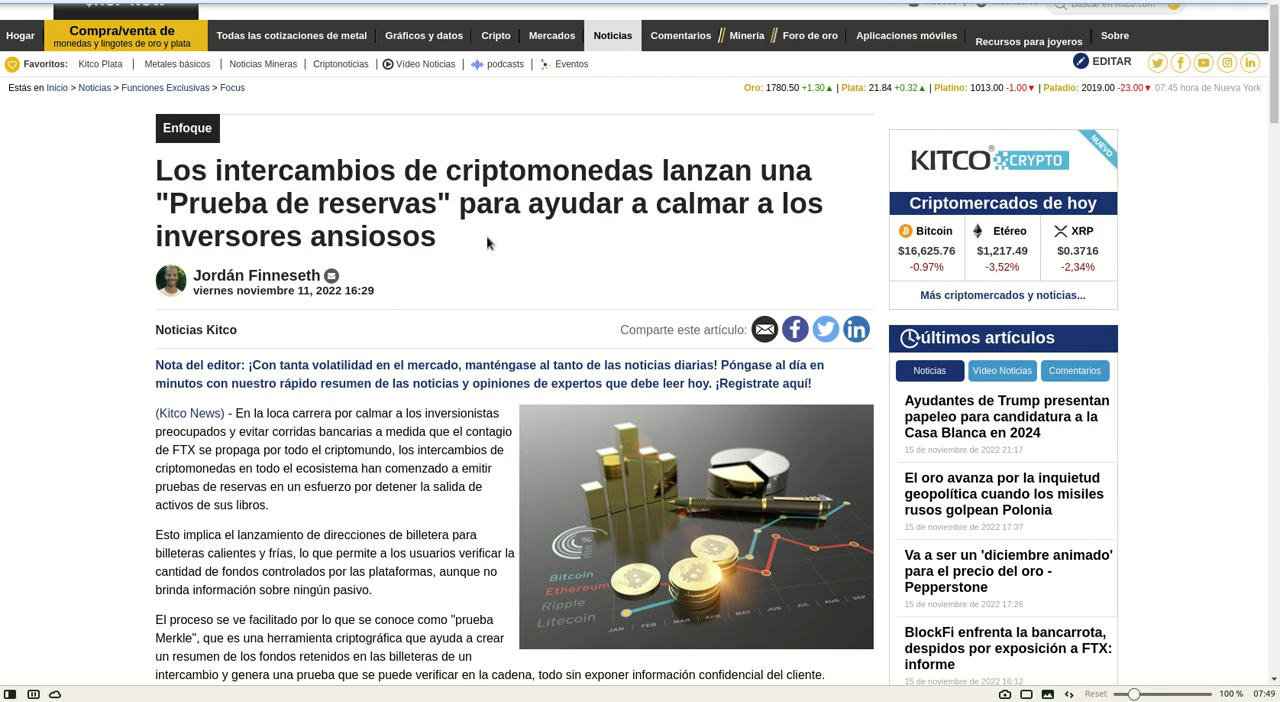 Buscar en Kitco.com
Hogar
Compra/venta de
monedas y lingotes de oro y plata
Todas las cotizaciones de metal
Gráficos y datos
Cripto
Mercados
Noticias
Comentarios
Minería
Foro de oro
Aplicaciones móviles
Recursos para joyeros
Sobre
Favoritos:
Kitco Plata
Metales básicos
Noticias Mineras
Criptonoticias
Vídeo Noticias
podcasts
Eventos
EDITAR
Estás en Inicio > Noticias > Funciones Exclusivas > Focus
Oro: 1780.50 +1.30▲ | Plata: 21.84 +0.32▲ | Platino: 1013.00 -1.00▼ | Paladio: 2019.00 -23.00▼ 07:45 hora de Nueva York
Enfoque
Los intercambios de criptomonedas lanzan una
"Prueba de reservas" para ayudar a calmar a los
inversores ansiosos
Jordán Finneseth
viernes noviembre 11, 2022 16:29
Noticias Kitco
Comparte este artículo:
Nota del editor: ¡Con tanta volatilidad en el mercado, manténgase al tanto de las noticias diarias! Póngase al día en
minutos con nuestro rápido resumen de las noticias y opiniones de expertos que debe leer hoy. ¡Registrate aquí!
(Kitco News) - En la loca carrera por calmar a los inversionistas
preocupados y evitar corridas bancarias a medida que el contagio
de FTX se propaga por todo el criptomundo, los intercambios de
criptomonedas en todo el ecosistema han comenzado a emitir
pruebas de reservas en un esfuerzo por detener la salida de
activos de sus libros.
Esto implica el lanzamiento de direcciones de billetera para
billeteras calientes y frías, lo que permite a los usuarios verificar la
cantidad de fondos controlados por las plataformas, aunque no
brinda información sobre ningún pasivo.
El proceso se ve facilitado por lo que se conoce como "prueba
Merkle", que es una herramienta criptográfica que ayuda a crear
un resumen de los fondos retenidos en las billeteras de un
intercambio y genera una prueba que se puede verificar en la cadena, todo sin exponer información confidencial del cliente.
%
Bitcoin
Ethereum
Ripple
Litecoin
JAN FEB MAR APR MAY JUN JUL AUG SEP
KITCO® CRYPTO
NUEVO
Criptomercados de hoy
Bitcoin
$16,625.76
-0.97%
Etéreo
$1,217.49
-3,52%
XRP
$0.3716
-2,34%
Más criptomercados y noticias...
últimos artículos
Noticias
Vídeo Noticias
Comentarios
Ayudantes de Trump presentan
papeleo para candidatura a la
Casa Blanca en 2024
15 de noviembre de 2022 21:17
El oro avanza por la inquietud
geopolítica cuando los misiles
rusos golpean Polonia
15 de noviembre de 2022 17:37
Va a ser un 'diciembre animado'
para el precio del oro -
Pepperstone
15 de noviembre de 2022 17:26
BlockFi enfrenta la bancarrota,
despidos por exposición a FTX:
informe
15 de noviembre de 2022 16:12
Reset
100 %
07:49